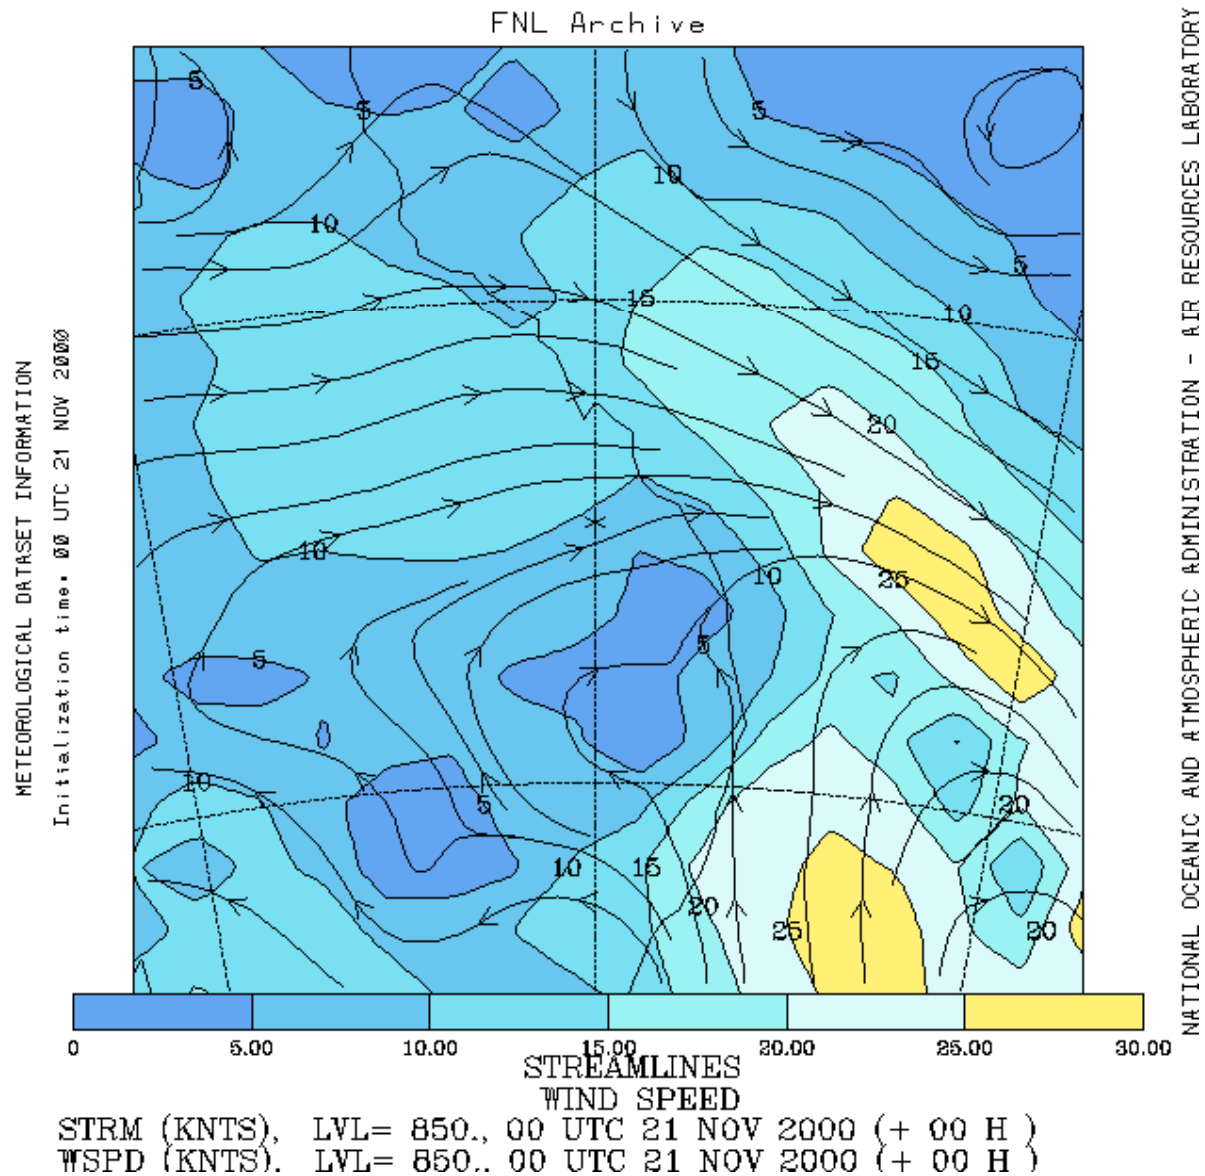 FNL Archive
NATIONAL OCEANIC AND ATMOSPHERIC ADMINISTRATION - AIR RESOURCES LABORATORY
METEOROLOGICAL DATASET INFORMATION
Initialization time: 00 UTC 21 NOV 2000
5
5
5
10
10
5
15
10
15
20
10
25
10
5
5
10
5
20
10
15
20
25
20
0 5.00 10.00 15.00 20.00 25.00 30.00
STREAMLINES
WIND SPEED
STRM (KNTS), LVL= 850., 00 UTC 21 NOV 2000 (+ 00 H )
WSPD (KNTS), LVL= 850., 00 UTC 21 NOV 2000 (+ 00 H )